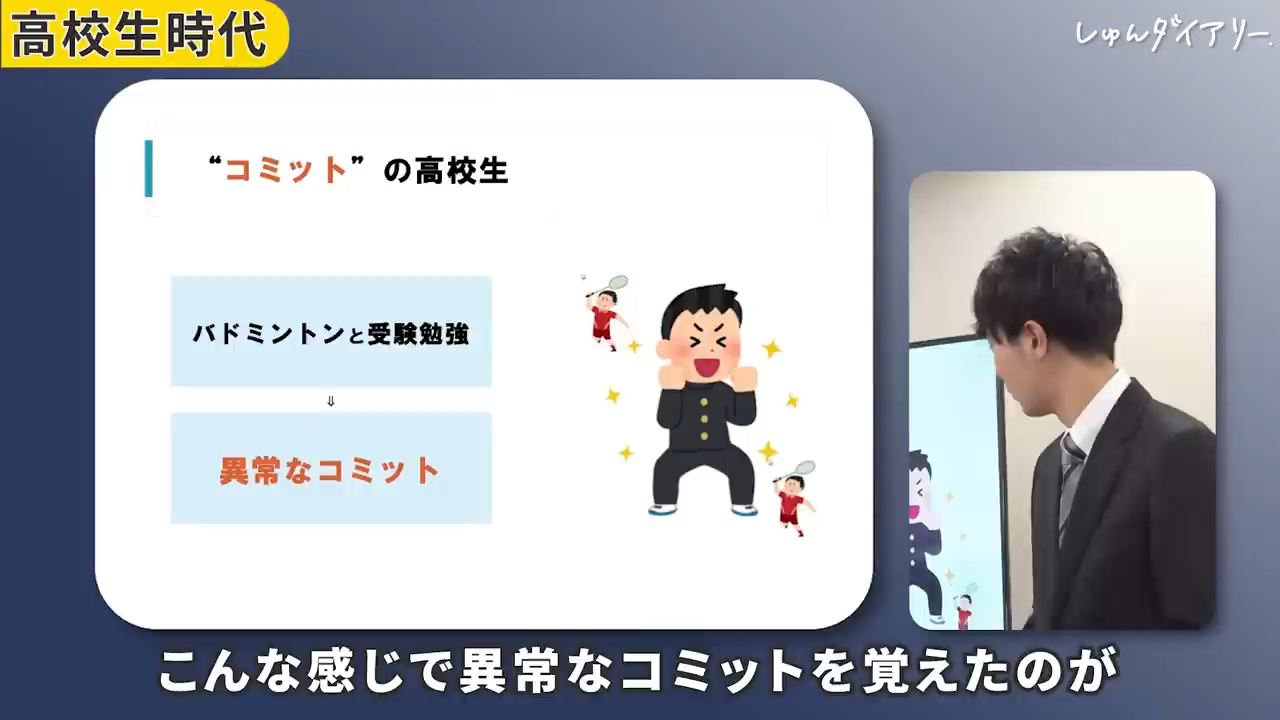 高校生時代
しゅんダイアリー.
“コミット”の高校生
バドミントンと受験勉強
⇓
異常なコミット
こんな感じで異常なコミットを覚えたのが